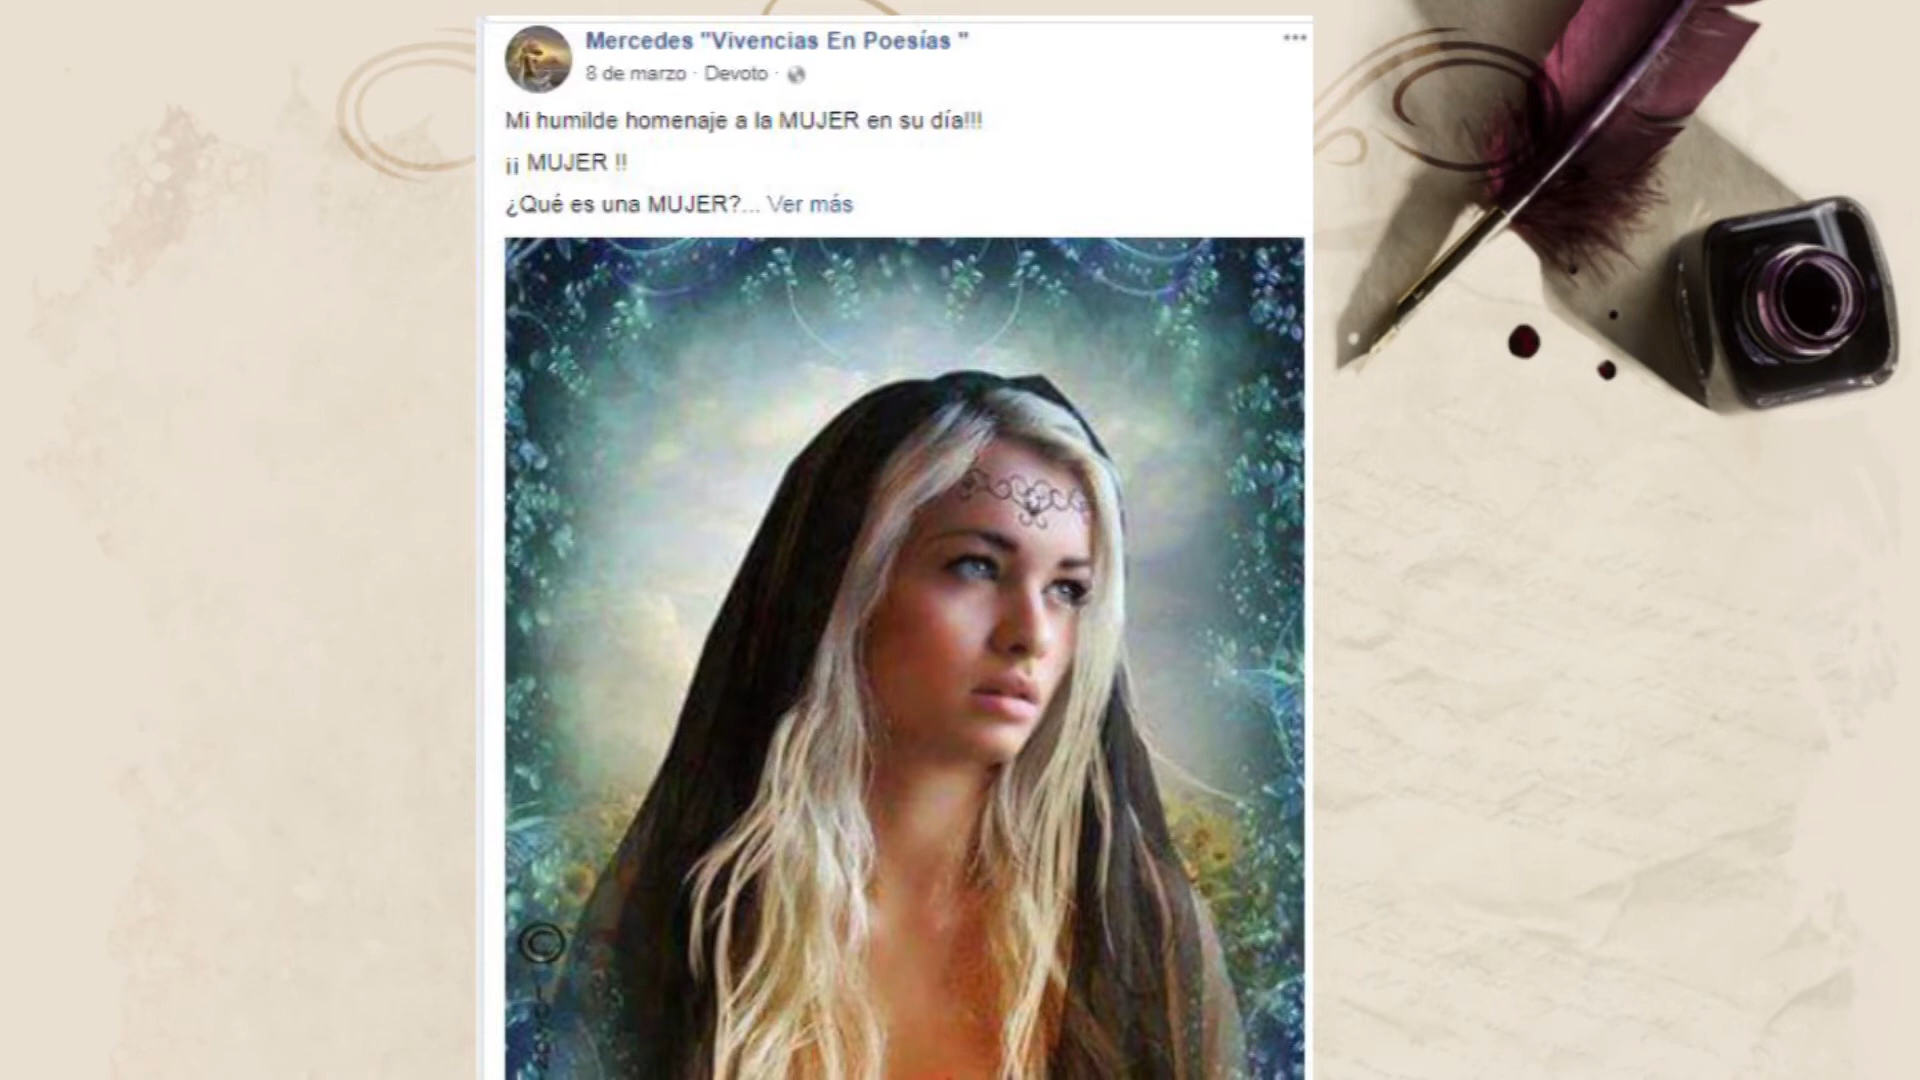 Mercedes "Vivencias En Poesías "
8 de marzo · Devoto ·
Mi humilde homenaje a la MUJER en su día!!!
¡¡ MUJER !!
¿Qué es una MUJER?... Ver más
©